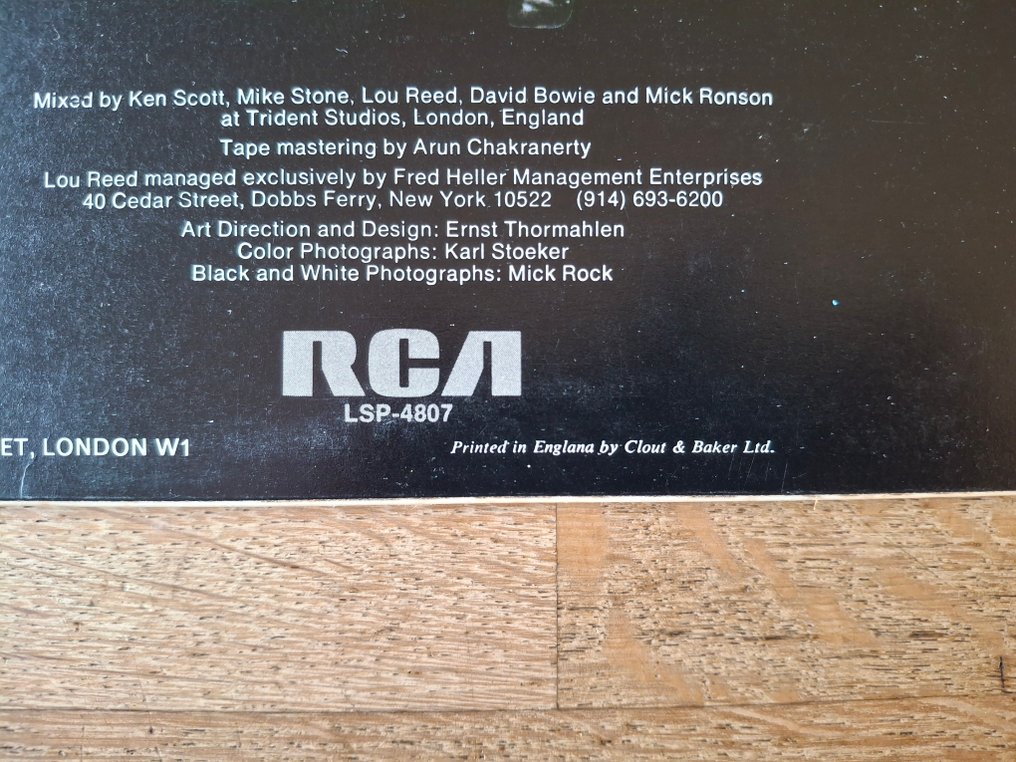 Mixed by Ken Scott, Mike Stone, Lou Reed, David Bowie and Mick Ronson
at Trident Studios, London, England
Tape mastering by Arun Chakranerty
Lou Reed managed exclusively by Fred Heller Management Enterprises
40 Cedar Street, Dobbs Ferry, New York 10522 (914) 693-6200
Art Direction and Design: Ernst Thormahlen
Color Photographs: Karl Stoeker
Black and White Photographs: Mick Rock
RCA
LSP-4807
ET, LONDON W1
Printed in England by Clout & Baker Ltd.